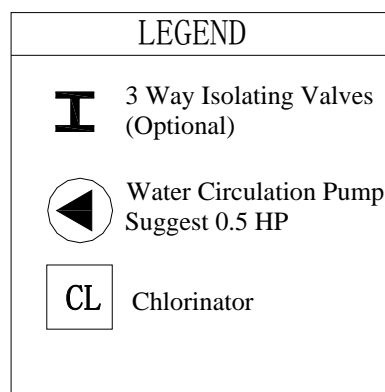 LEGEND
3 Way Isolating Valves
(Optional)
Water Circulation Pump
Suggest 0.5 HP
CL
Chlorinator